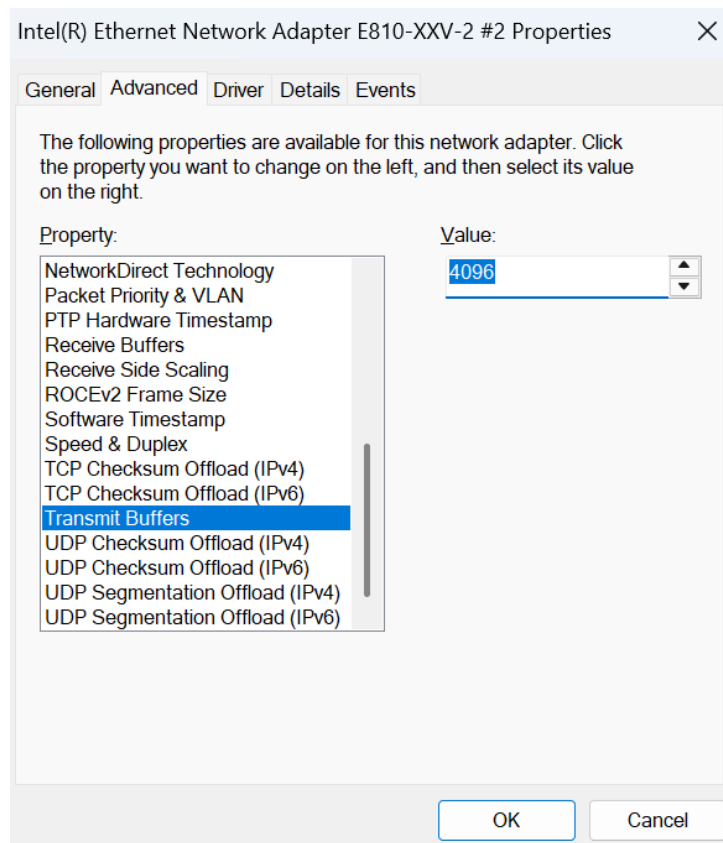 Intel(R) Ethernet Network Adapter E810-XXV-2 #2 Properties
General Advanced Driver Details Events
The following properties are available for this network adapter. Click
the property you want to change on the left, and then select its value
on the right.
Property:
NetworkDirect Technology
Packet Priority & VLAN
PTP Hardware Timestamp
Receive Buffers
Receive Side Scaling
ROCEv2 Frame Size
Software Timestamp
Speed & Duplex
TCP Checksum Offload (IPv4)
TCP Checksum Offload (IPv6)
Transmit Buffers
UDP Checksum Offload (IPv4)
UDP Checksum Offload (IPv6)
UDP Segmentation Offload (IPv4)
UDP Segmentation Offload (IPv6)
Value:
4096
OK Cancel